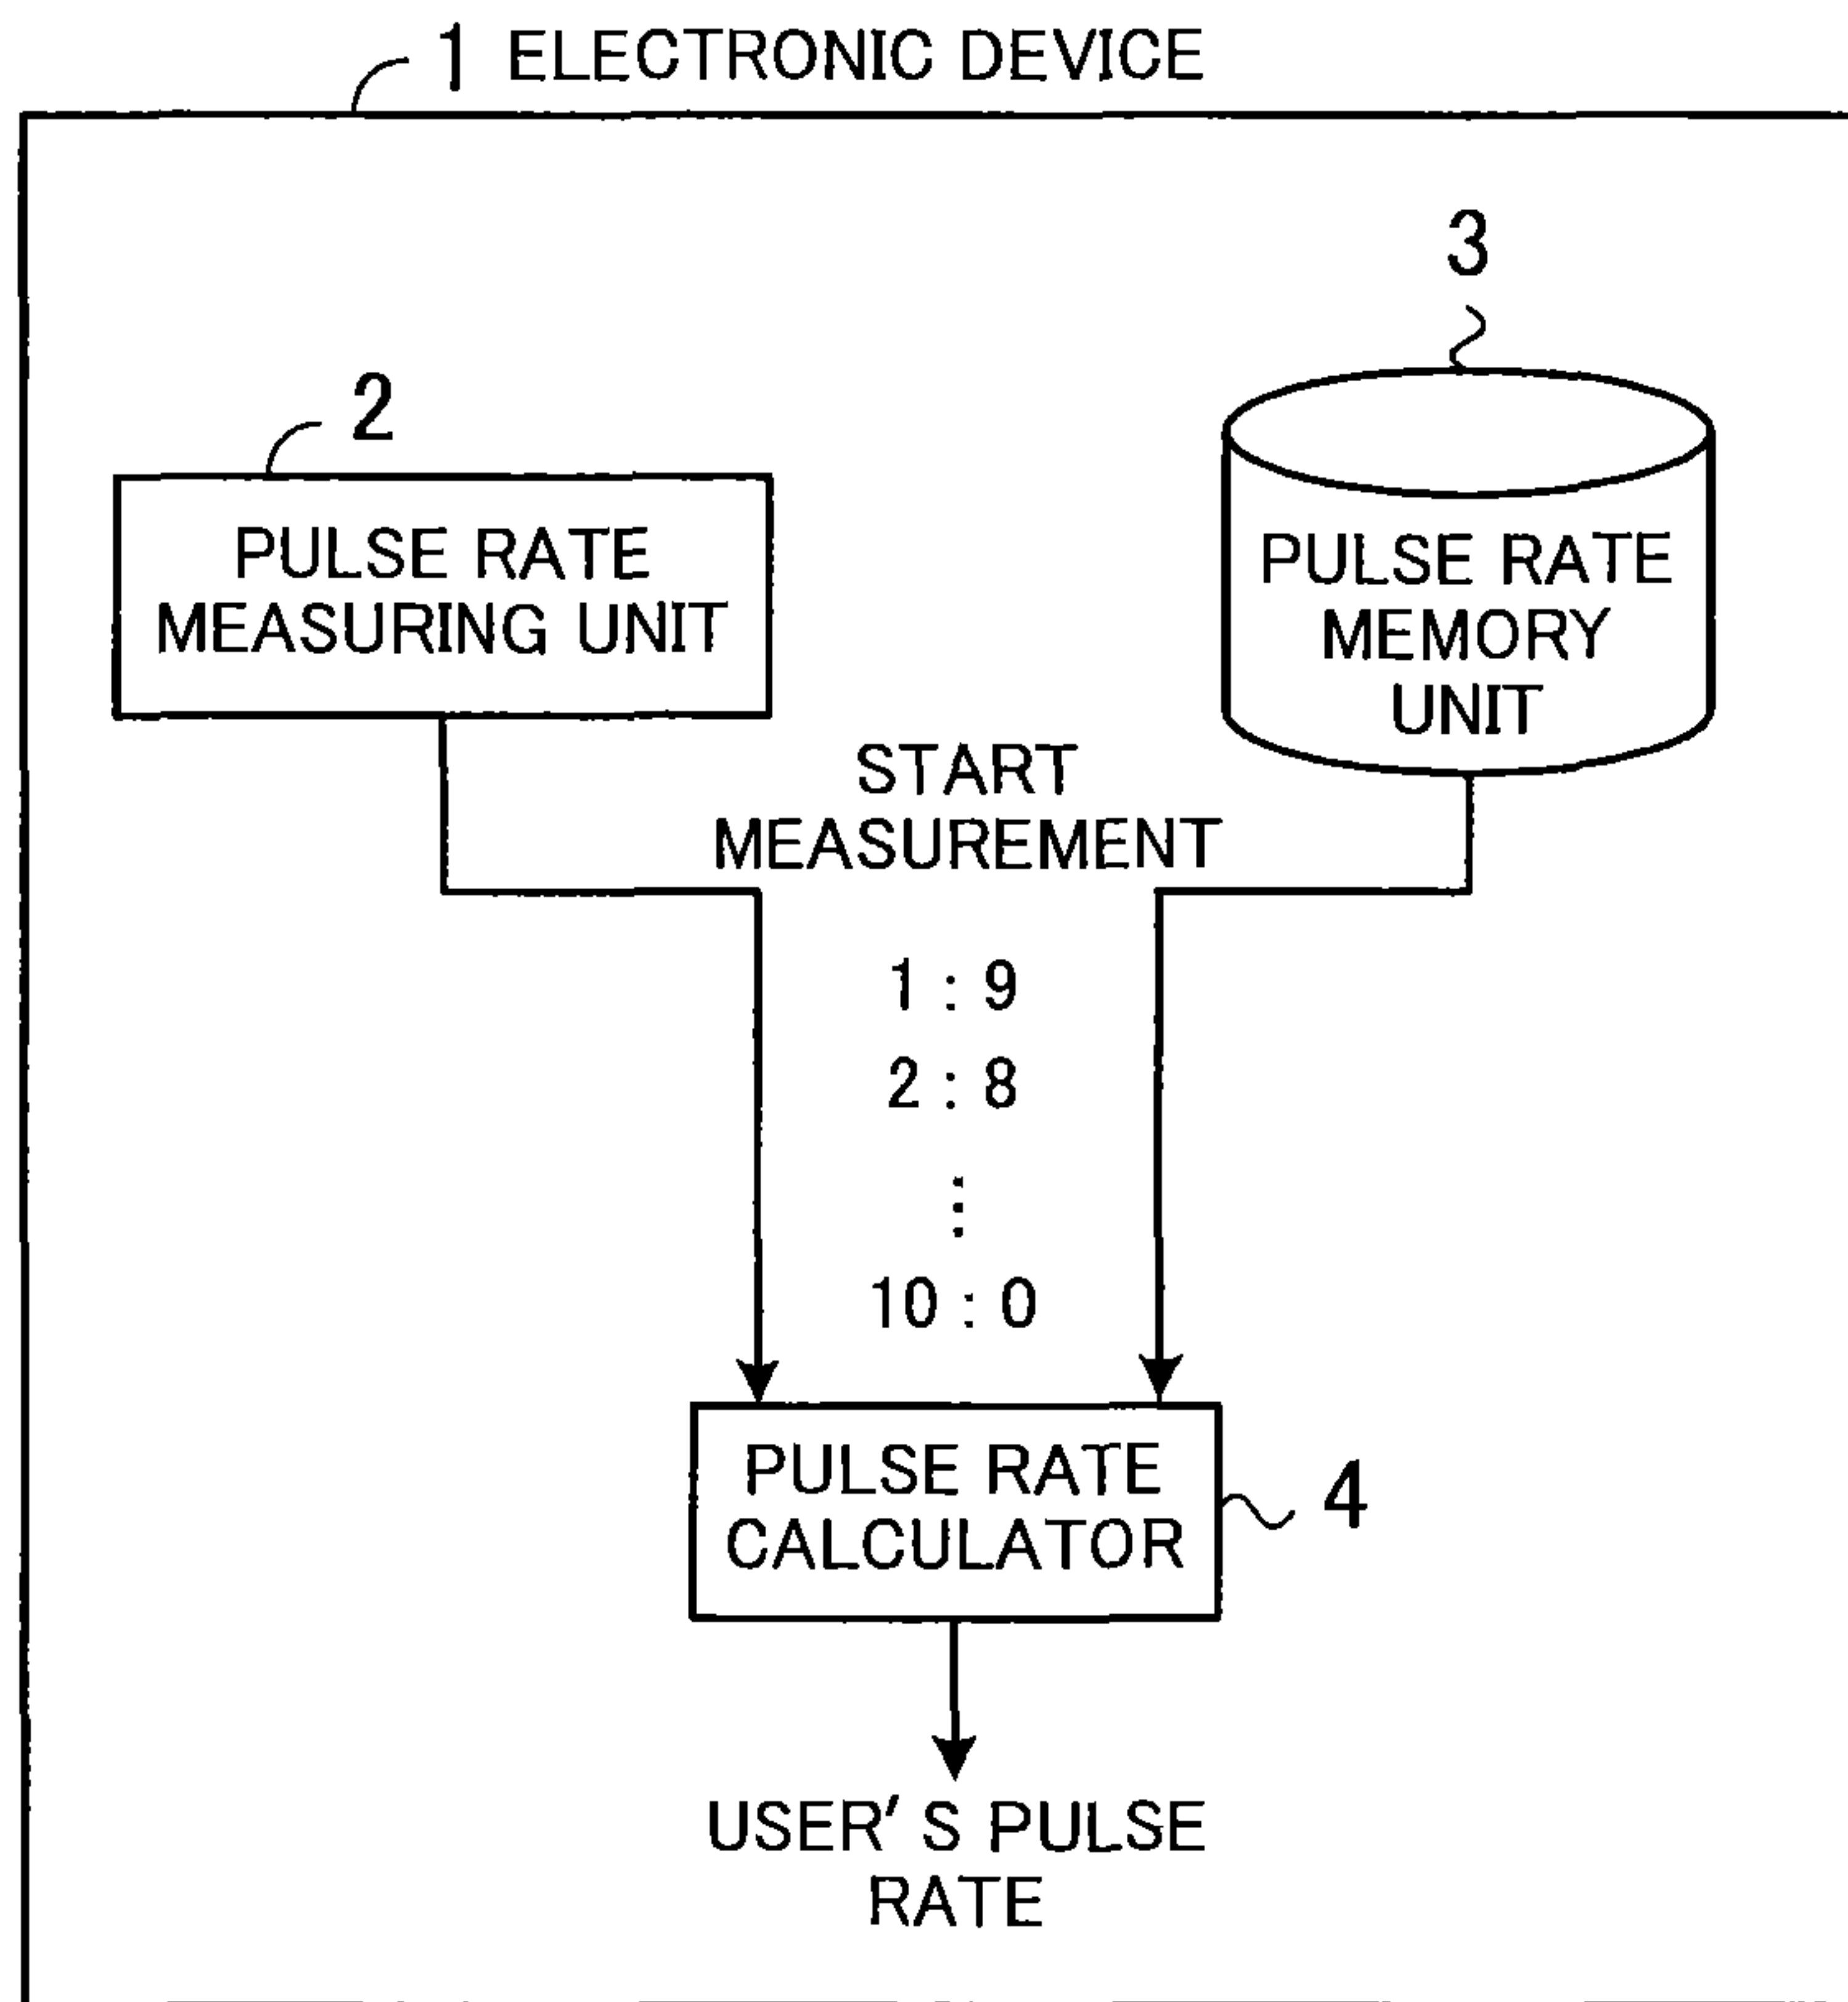 1 ELECTRONIC DEVICE
3
2
PULSE RATE
MEASURING UNIT
PULSE RATE
MEMORY
UNIT
START
MEASUREMENT
1 : 9
2 : 8
⋮
10 : 0
PULSE RATE
CALCULATOR
4
USER' S PULSE
RATE